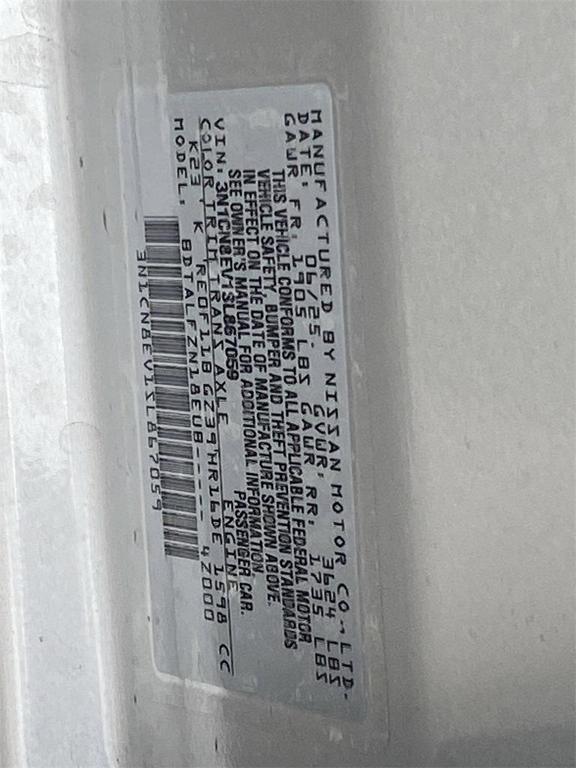 MANUFACTURED BY NISSAN MOTOR CO., LTD.
DATE: 06/25. GVWR: 3624 LBS
GAWR FR: 1905 LBS GAWR RR: 1735 LBS
THIS VEHICLE CONFORMS TO ALL APPLICABLE FEDERAL MOTOR
VEHICLE SAFETY, BUMPER AND THEFT PREVENTION STANDARDS
IN EFFECT ON THE DATE OF MANUFACTURE SHOWN ABOVE.
SEE OWNER'S MANUAL FOR ADDITIONAL INFORMATION
VIN: 3N1CN8EV1SL867059 PASSENGER CAR.
COLOR TRIM TRANS AXLE ENGINE
K23 K RE0F11B GZ39 HR16DE 1598 CC
MODEL: BDTALFZN18EUB----- 4Z000
3N1CN8EV1SL867059